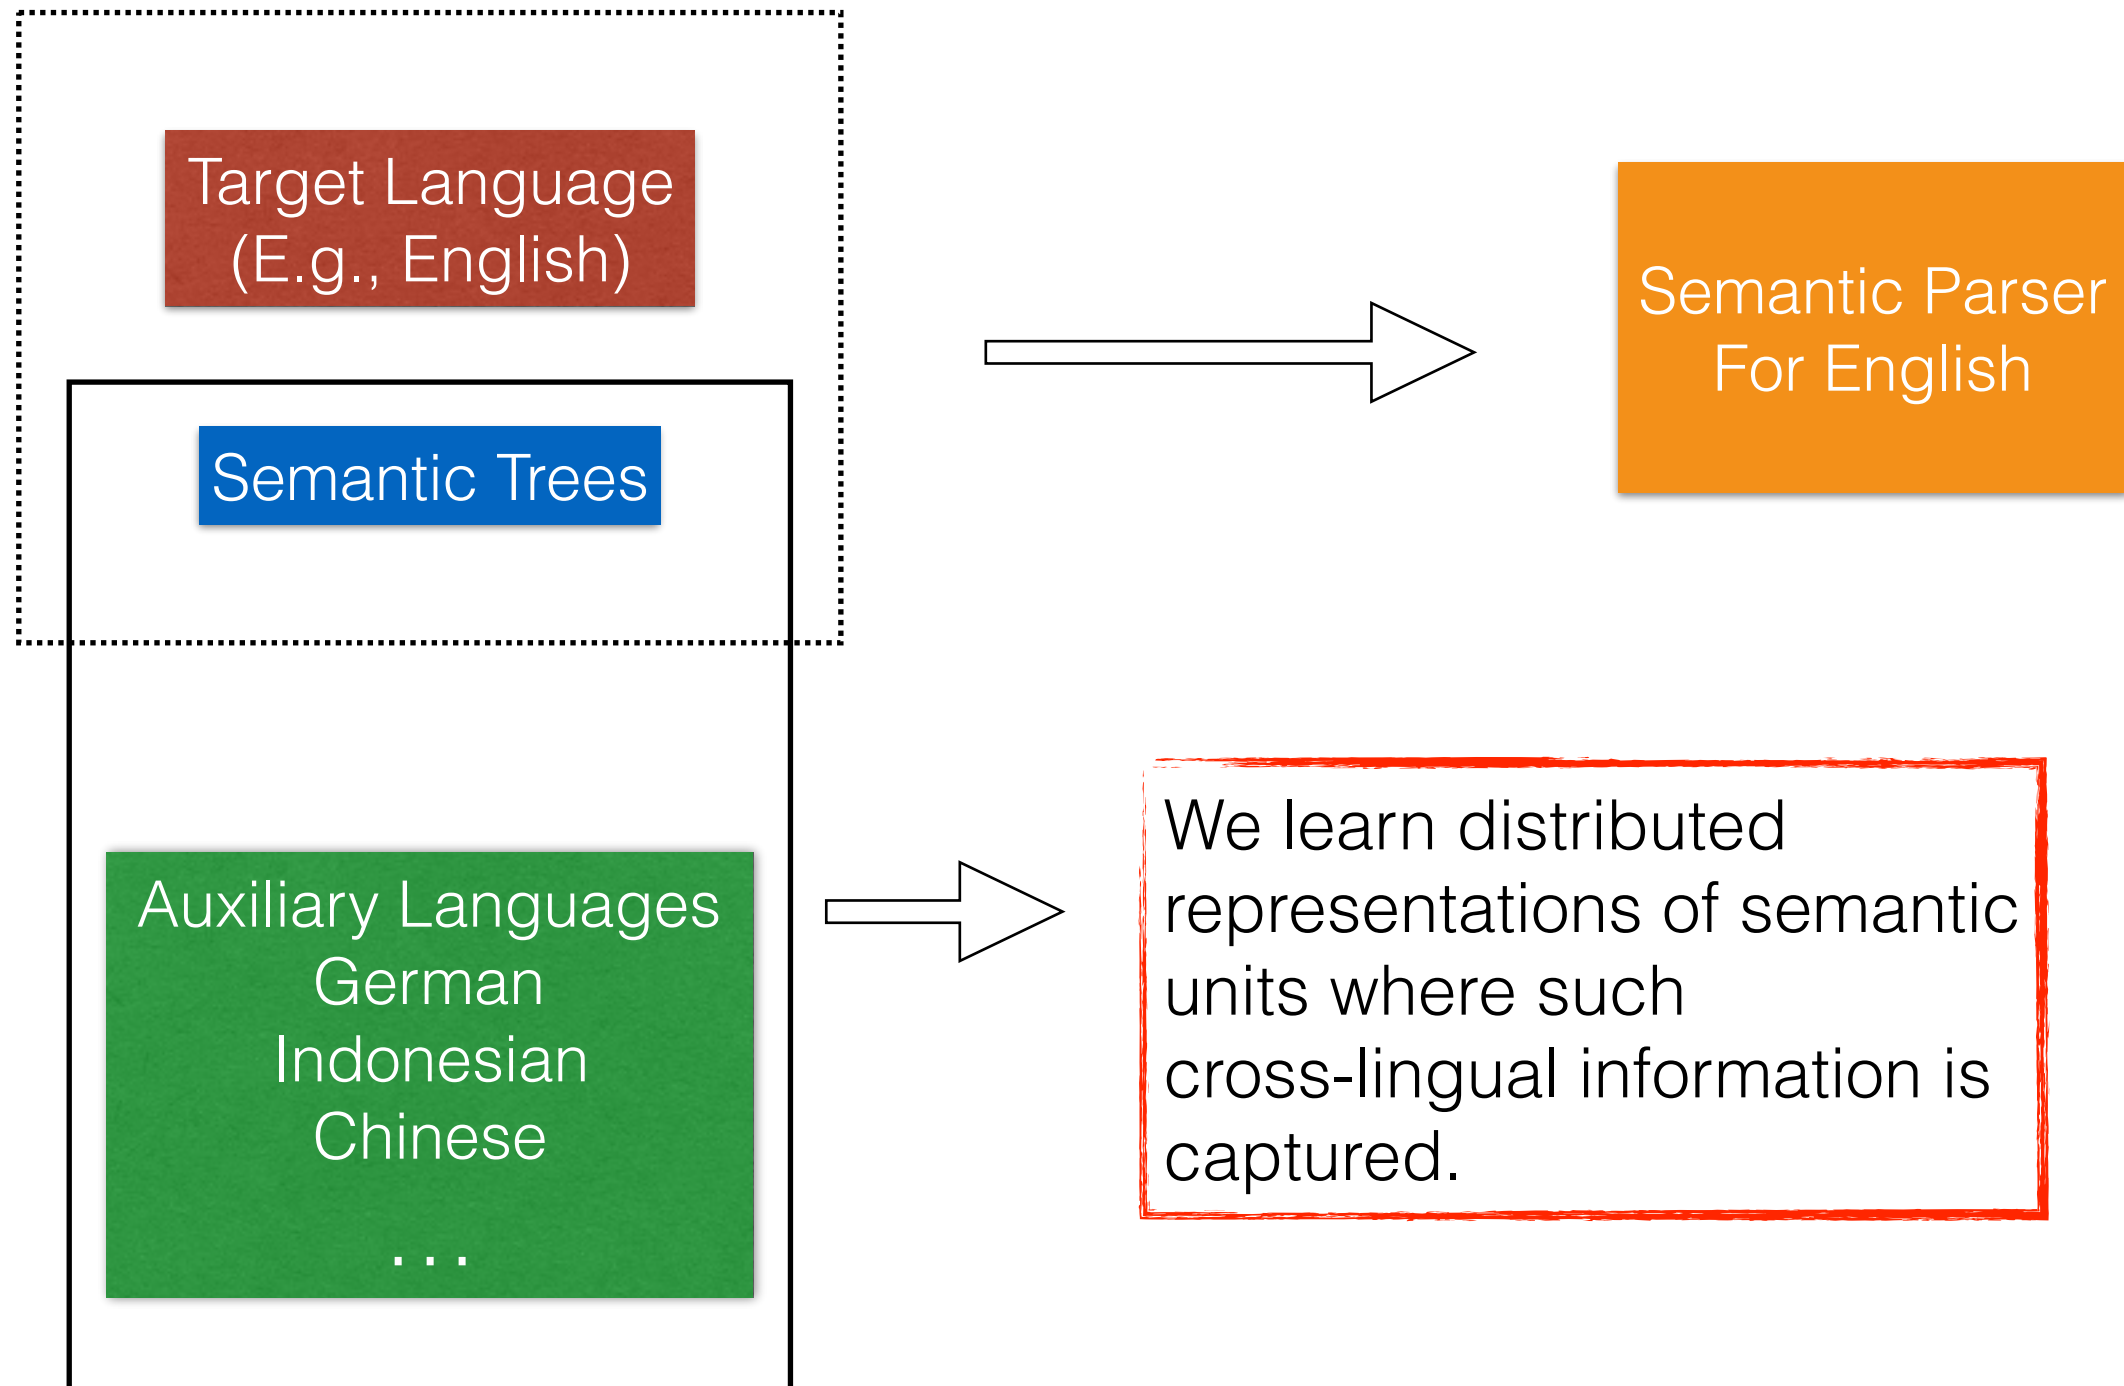 Target Language
(E.g., English)
Semantic Trees
Semantic Parser
For English
Auxiliary Languages
German
Indonesian
Chinese
...
We learn distributed
representations of semantic
units where such
cross-lingual information is
captured.